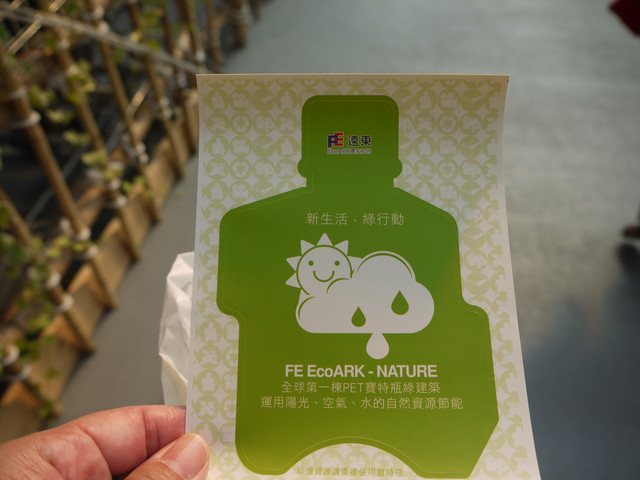 FE 遠東
新生活．綠行動
FE EcoARK - NATURE
全球第一棟PET寶特瓶綠建築
運用陽光、空氣、水的自然資源節能